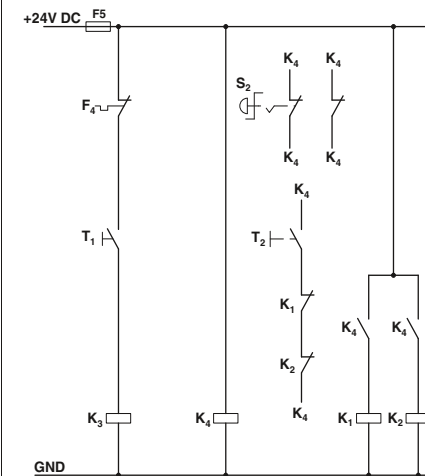 +24V DC F5
K4 K4
S2
F4
K4 K4
K4
T1 T2
K1
K4 K4
K2
K4
K3 K4 K1 K2
GND